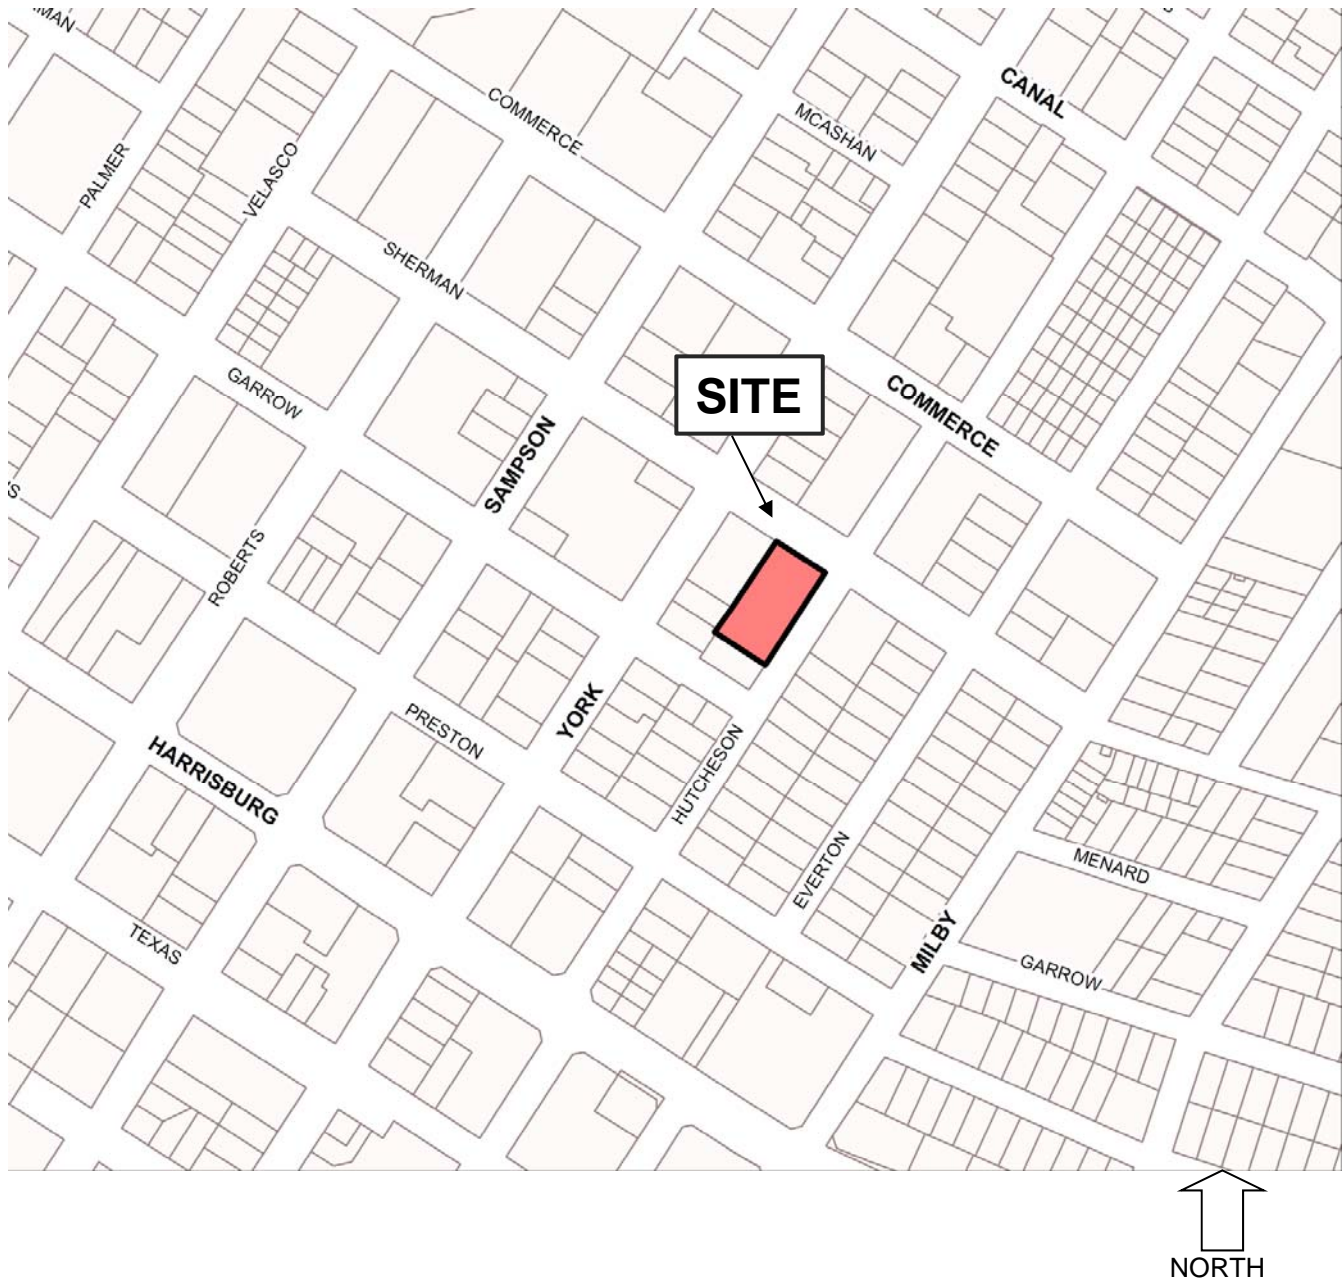 CANAL
COMMERCE
MCASHAN
PALMER
VELASCO
SHERMAN
SITE
GARROW
COMMERCE
SAMPSON
ROBERTS
YORK
PRESTON
HARRISBURG
HUTCHESON
EVERTON
MENARD
TEXAS
MILBY
GARROW
NORTH